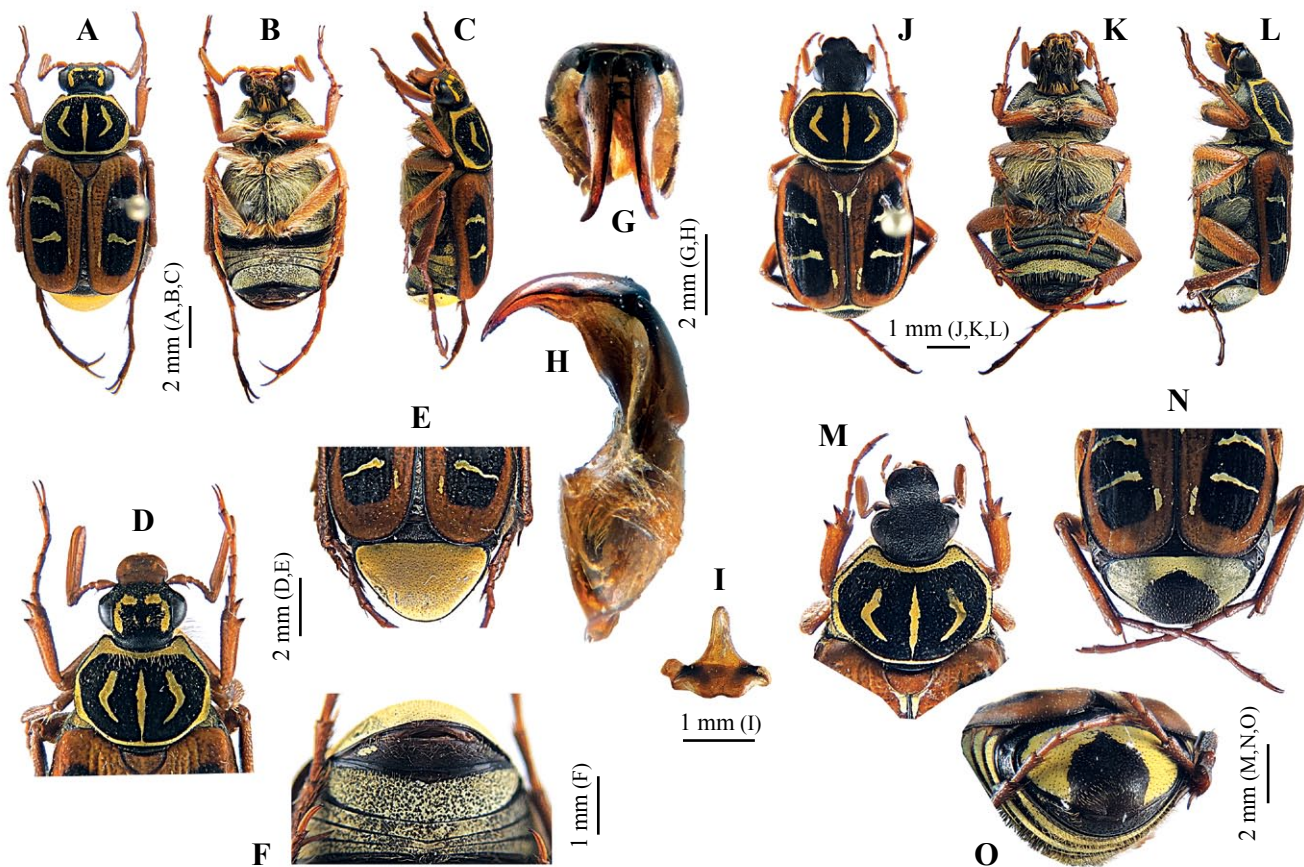 A
B
C
G
J
K
L
2 mm (A,B,C)
2 mm (G,H)
1 mm (J,K,L)
H
E
M
N
D
2 mm (D,E)
I
1 mm (I)
F
1 mm (F)
O
2 mm (M,N,O)